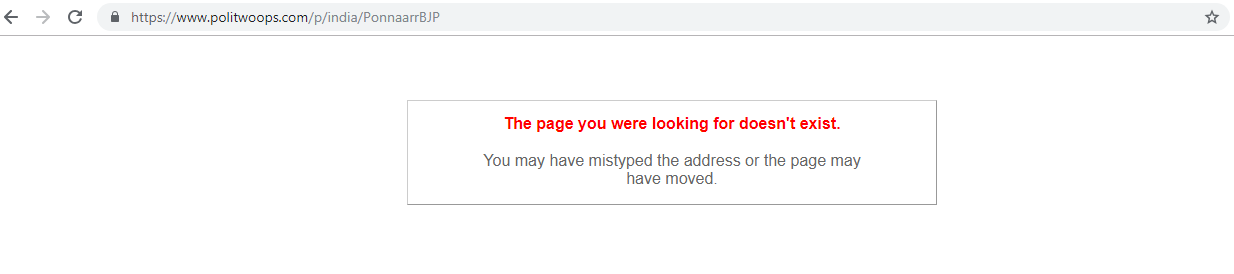 https://www.politwoops.com/p/india/PonnaarrBJP
The page you were looking for doesn't exist.
You may have mistyped the address or the page may
have moved.